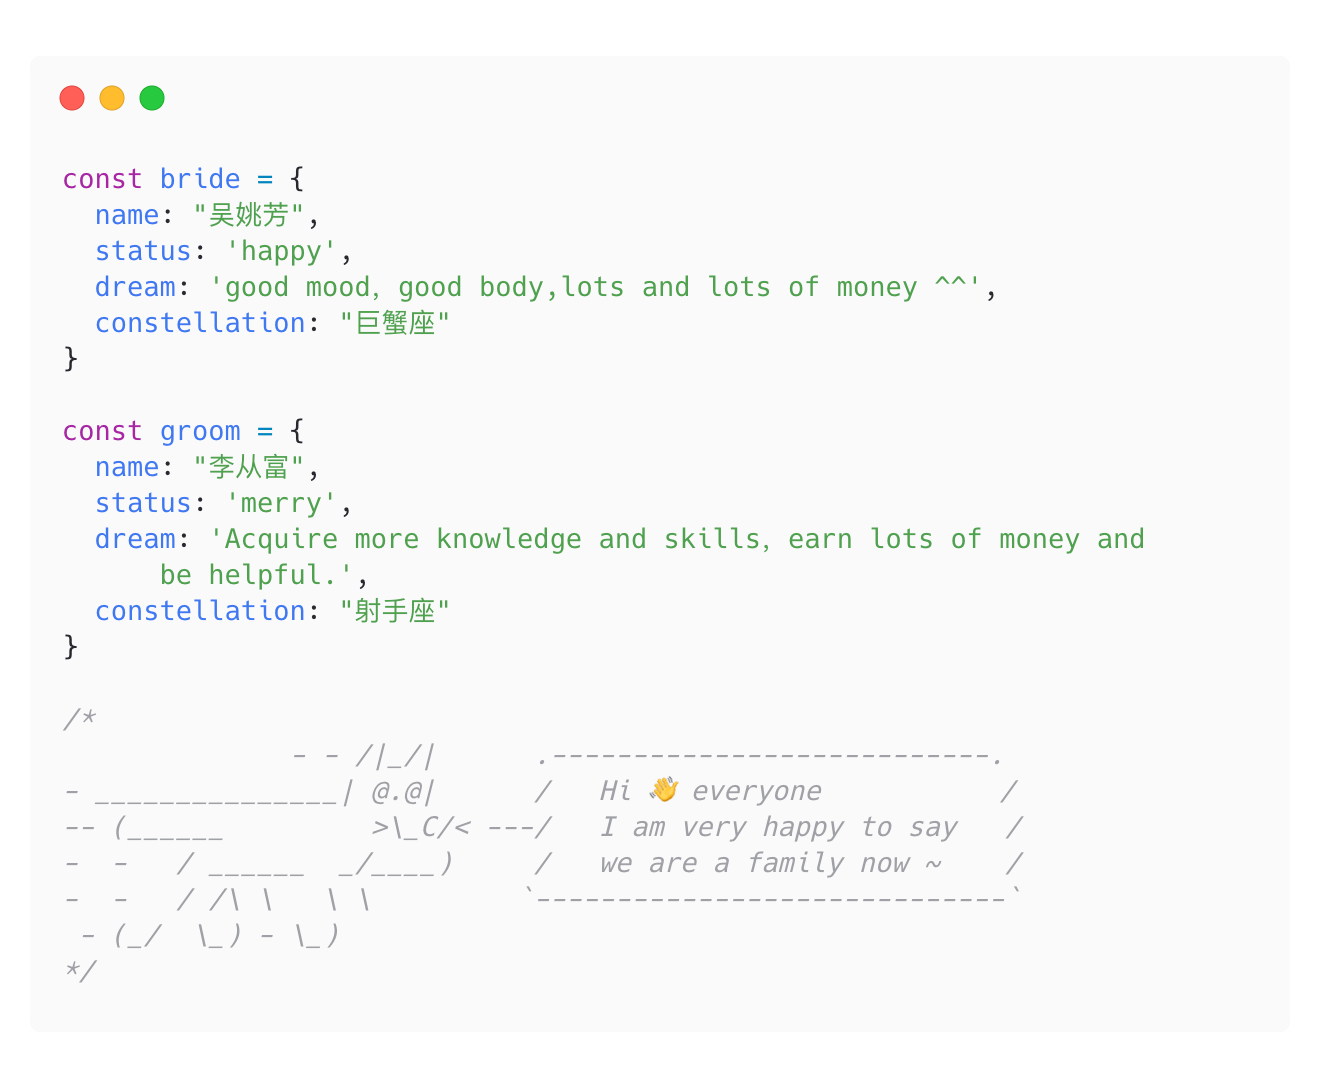 const bride = {
  name: "吴姚芳",
  status: 'happy',
  dream: 'good mood, good body,lots and lots of money ^^',
  constellation: "巨蟹座"
}
const groom = {
  name: "李从富",
  status: 'merry',
  dream: 'Acquire more knowledge and skills, earn lots of money and
      be helpful.',
  constellation: "射手座"
}
/*
              - - /|_/|      .---------------------------.
- _______________| @.@|      /   Hi 👋 everyone           /
-- (______         >\_C/< ---/   I am very happy to say   /
-  -   / ______  _/____)     /   we are a family now ~    /
-  -   / /\ \   \ \         `-----------------------------`
 - (_/  \_) - \_)
*/